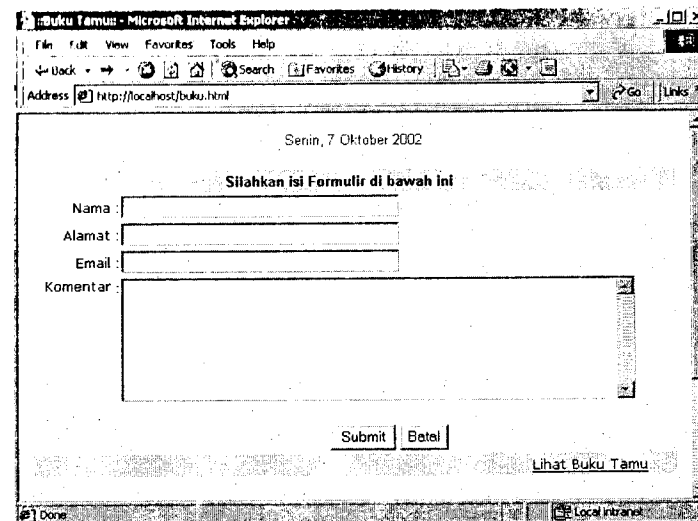 ::Buku Tamu:: - Microsoft Internet Explorer
File Edit View Favorites Tools Help
Back Search Favorites History
Address http://localhost/buku.html Go Links
Senin, 7 Oktober 2002
Silahkan isi Formulir di bawah ini
Nama :
Alamat :
Email :
Komentar :
Submit Batal
Lihat Buku Tamu
Done Local intranet